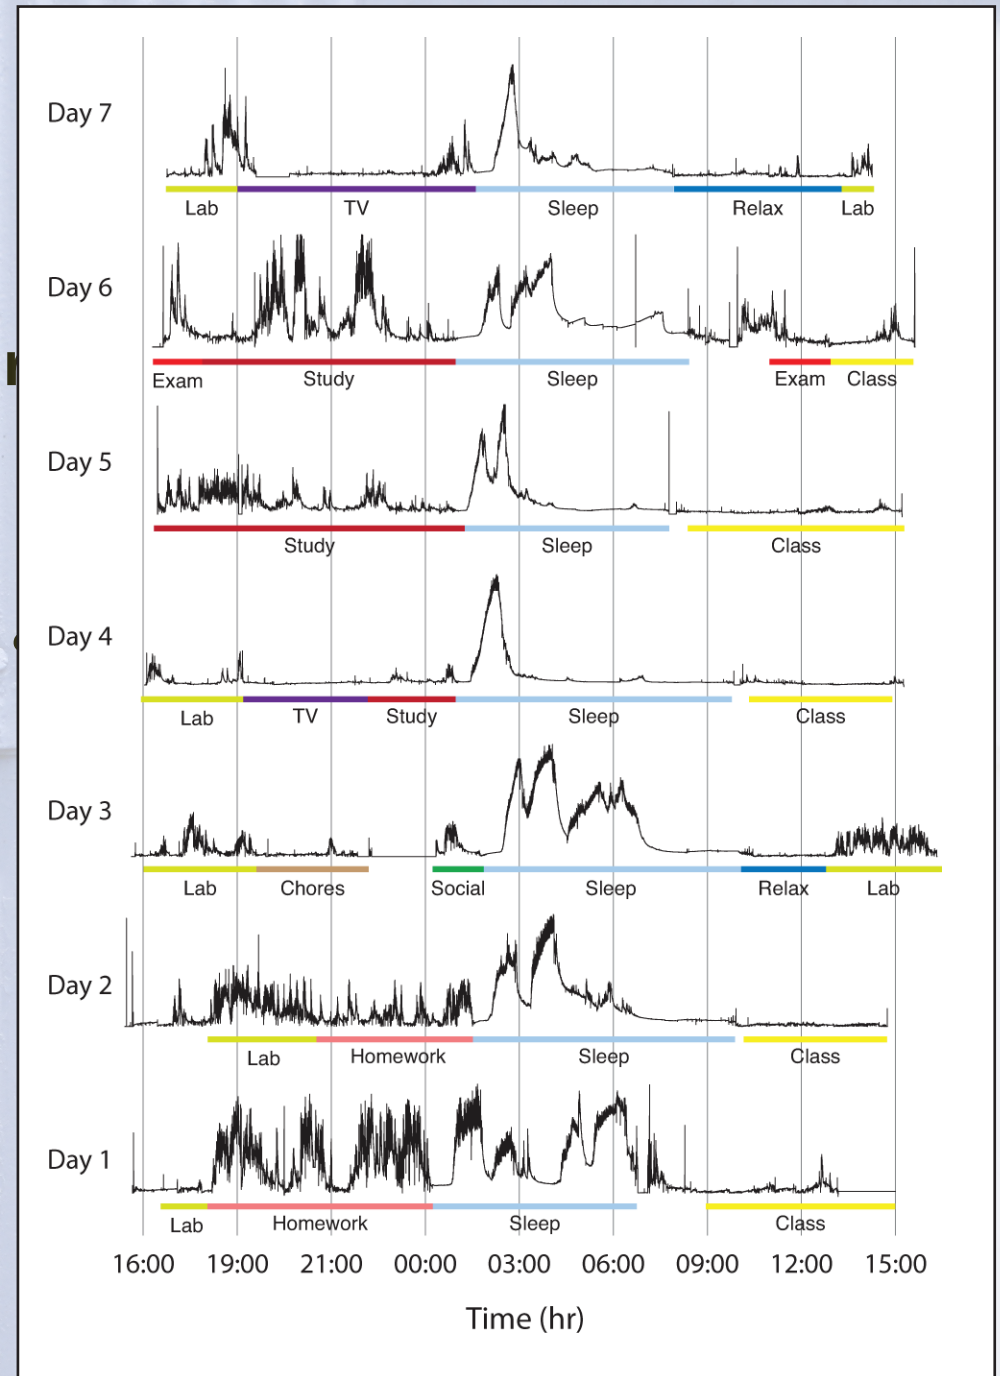 Day 7
Lab TV Sleep Relax Lab
Day 6
Exam Study Sleep Exam Class
Day 5
Study Sleep Class
Day 4
Lab TV Study Sleep Class
Day 3
Lab Chores Social Sleep Relax Lab
Day 2
Lab Homework Sleep Class
Day 1
Lab Homework Sleep Class
16:00 19:00 21:00 00:00 03:00 06:00 09:00 12:00 15:00
Time (hr)